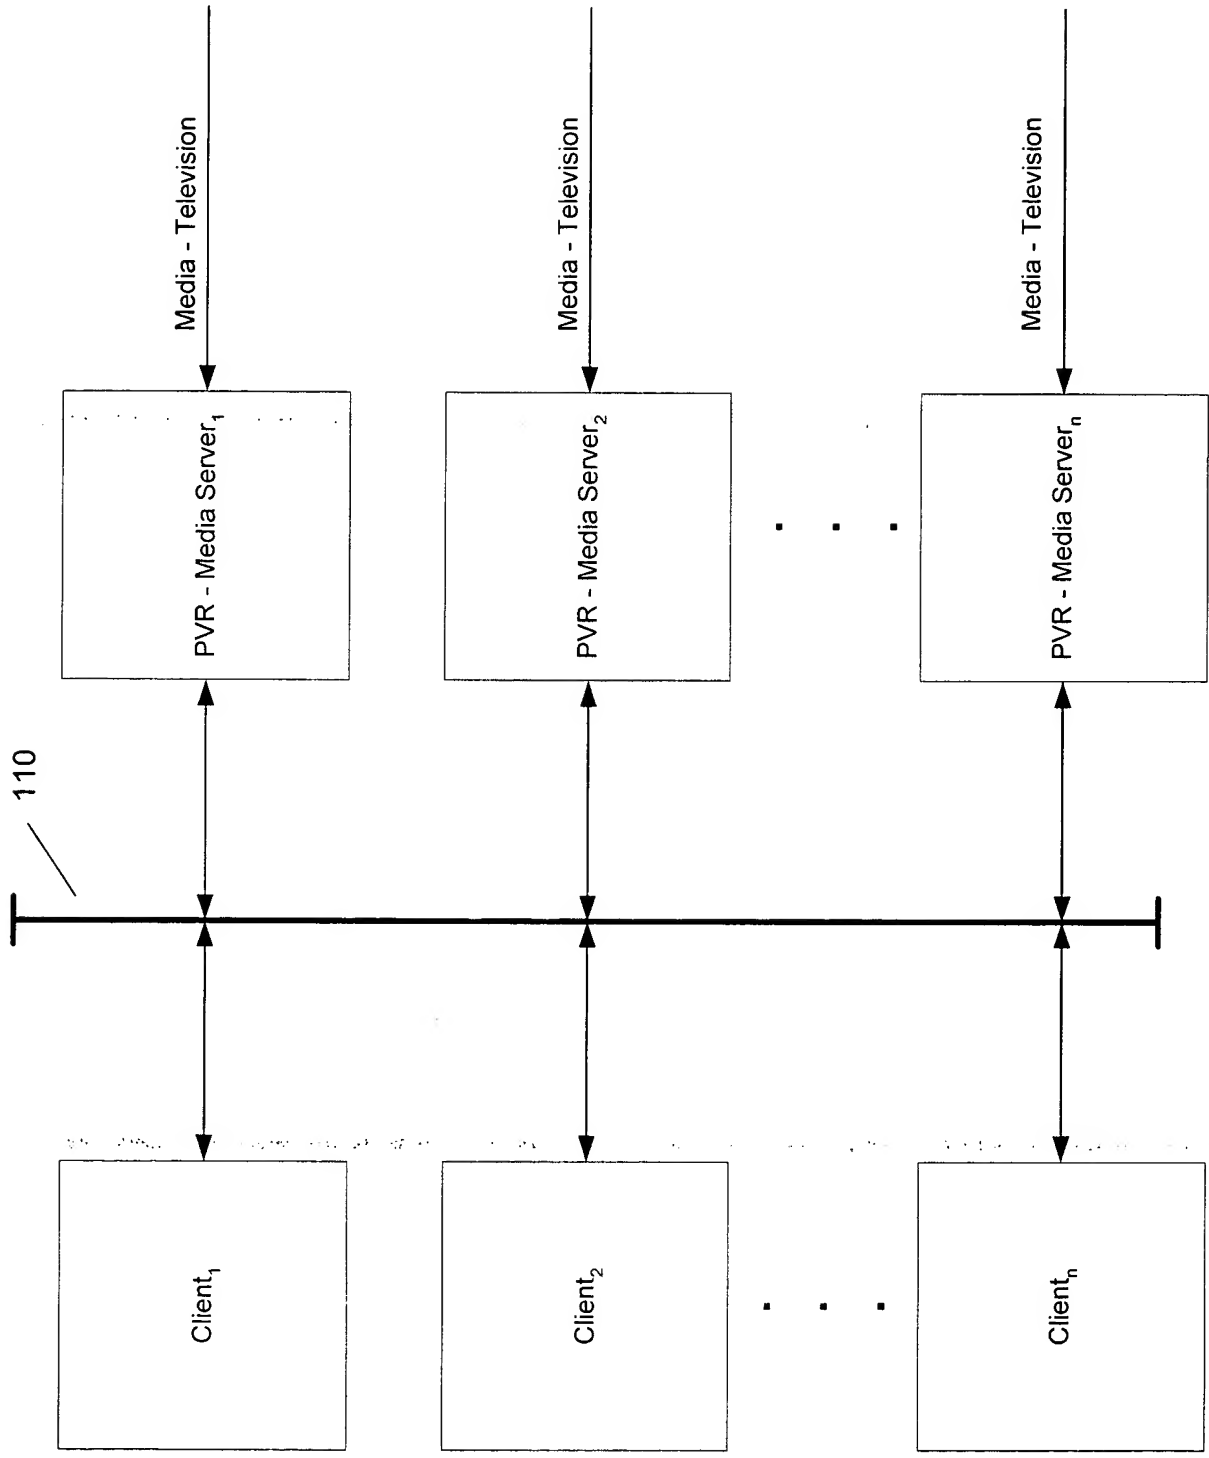 Media - Television
Media - Television
Media - Television
PVR - Media Server₁
PVR - Media Server₂
PVR - Media Serverₙ
110
Client₁
Client₂
Clientₙ